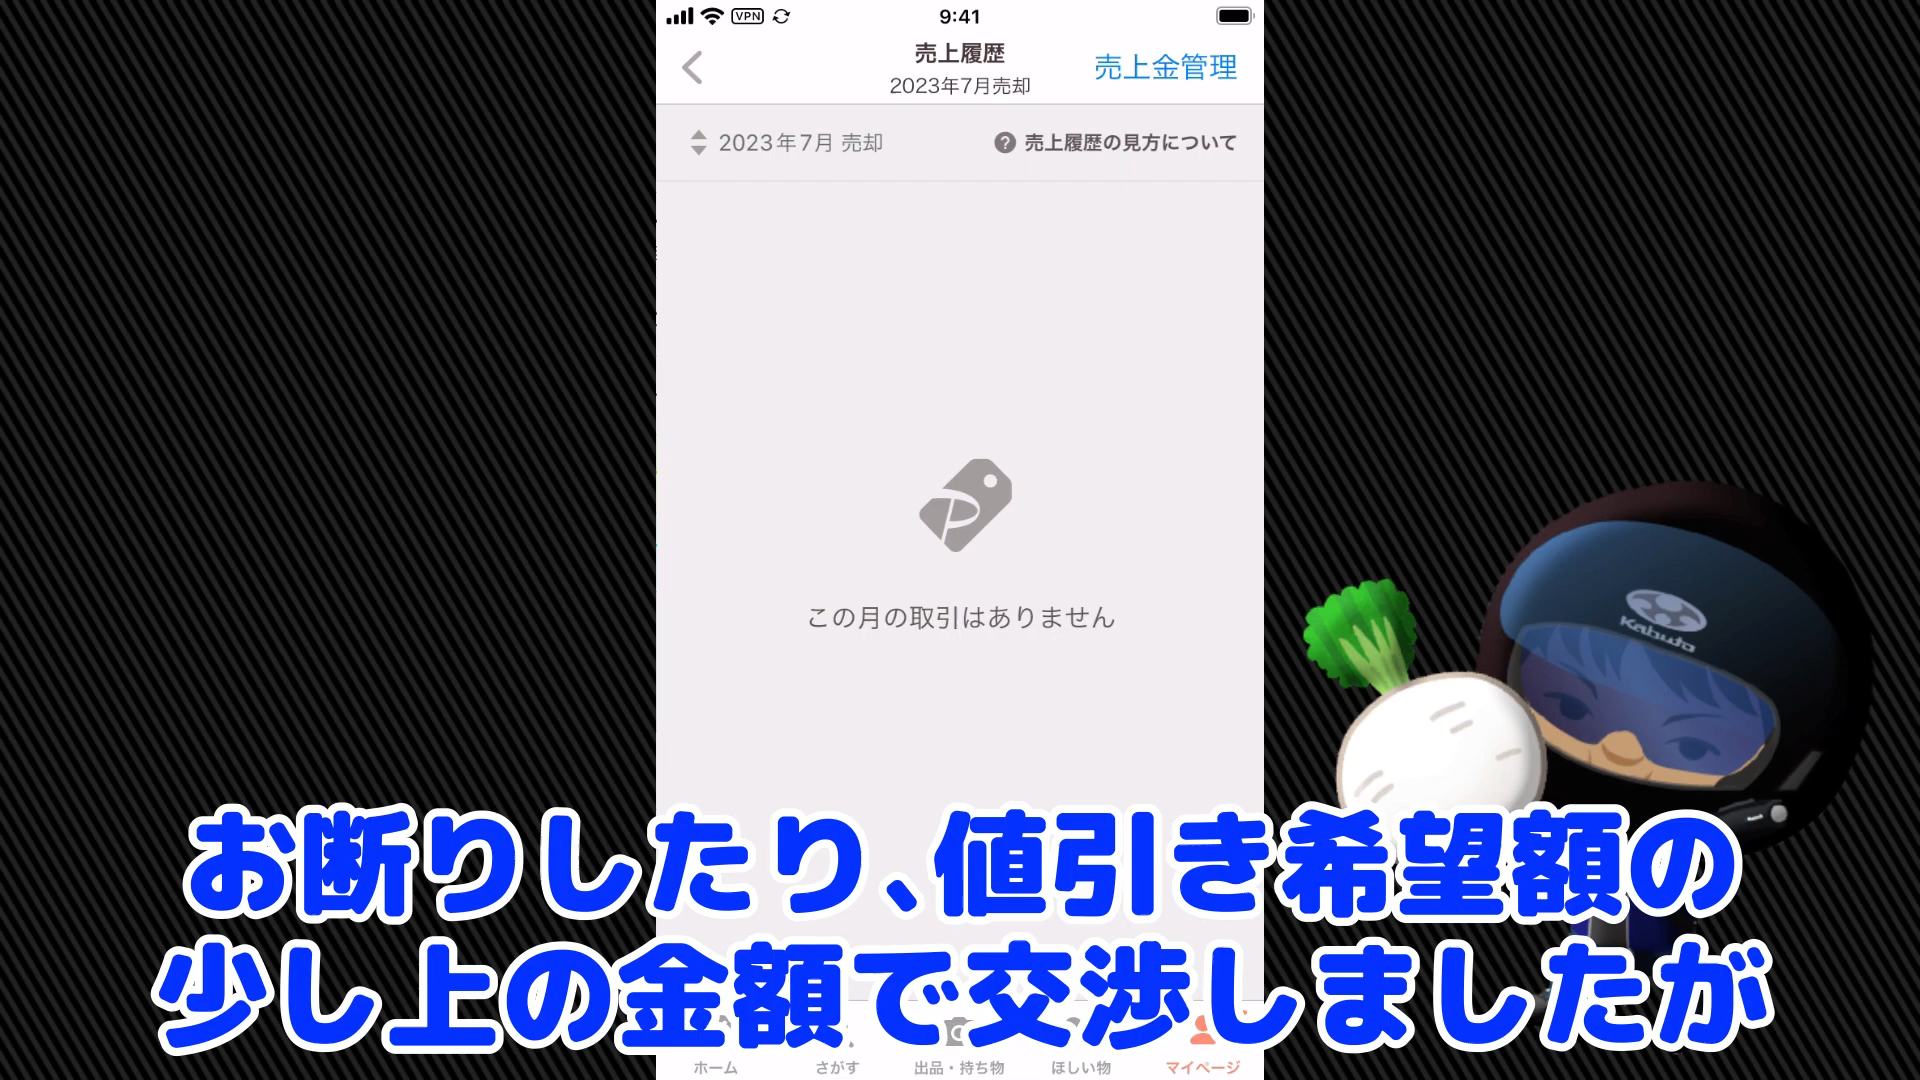 VPN
9:41
売上履歴
2023年7月売却
売上金管理
2023年7月 売却
? 売上履歴の見方について
P
この月の取引はありません
Kabuto
お断りしたり、値引き希望額の
少し上の金額で交渉しましたが
ホーム
さがす
出品・持ち物
ほしい物
マイページ